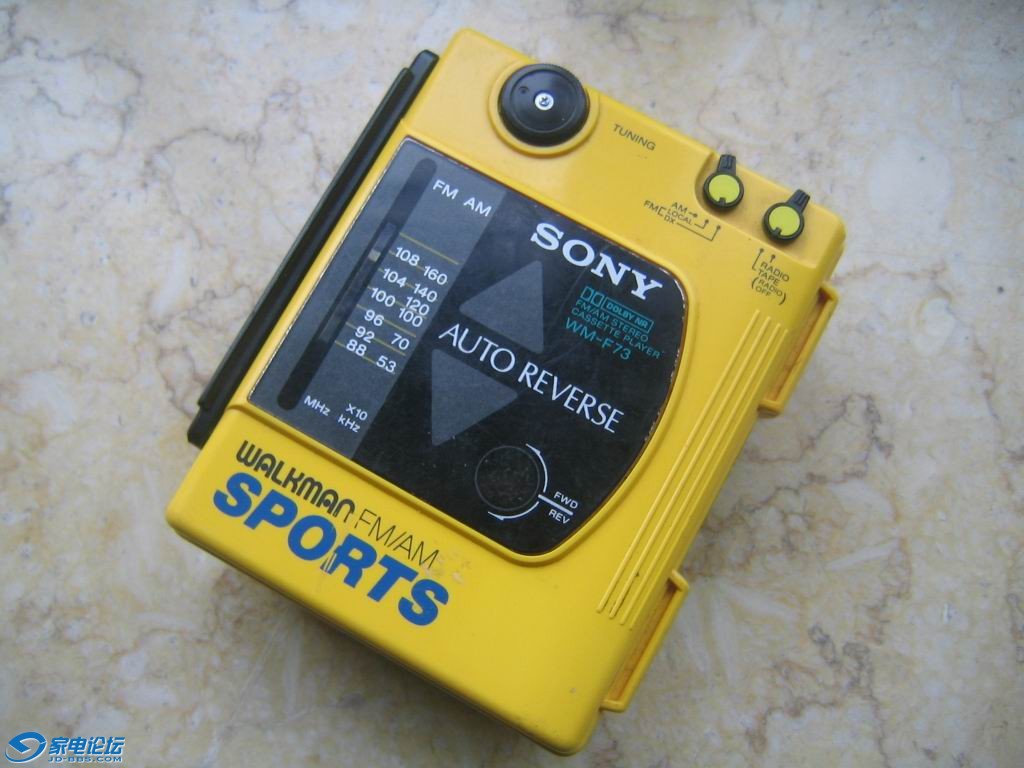 TUNING
AM
FM LOCAL
DX
RADIO
TAPE
(RADIO OFF)
FM AM
SONY
DOLBY NR
FM/AM STEREO
CASSETTE PLAYER
WM-F73
108 160
104 140
120
100 100
96 70
92
88 53
MHz X10 kHz
AUTO REVERSE
FWD
REV
WALKMAN FM/AM
SPORTS
家电论坛
JD-BBS.COM